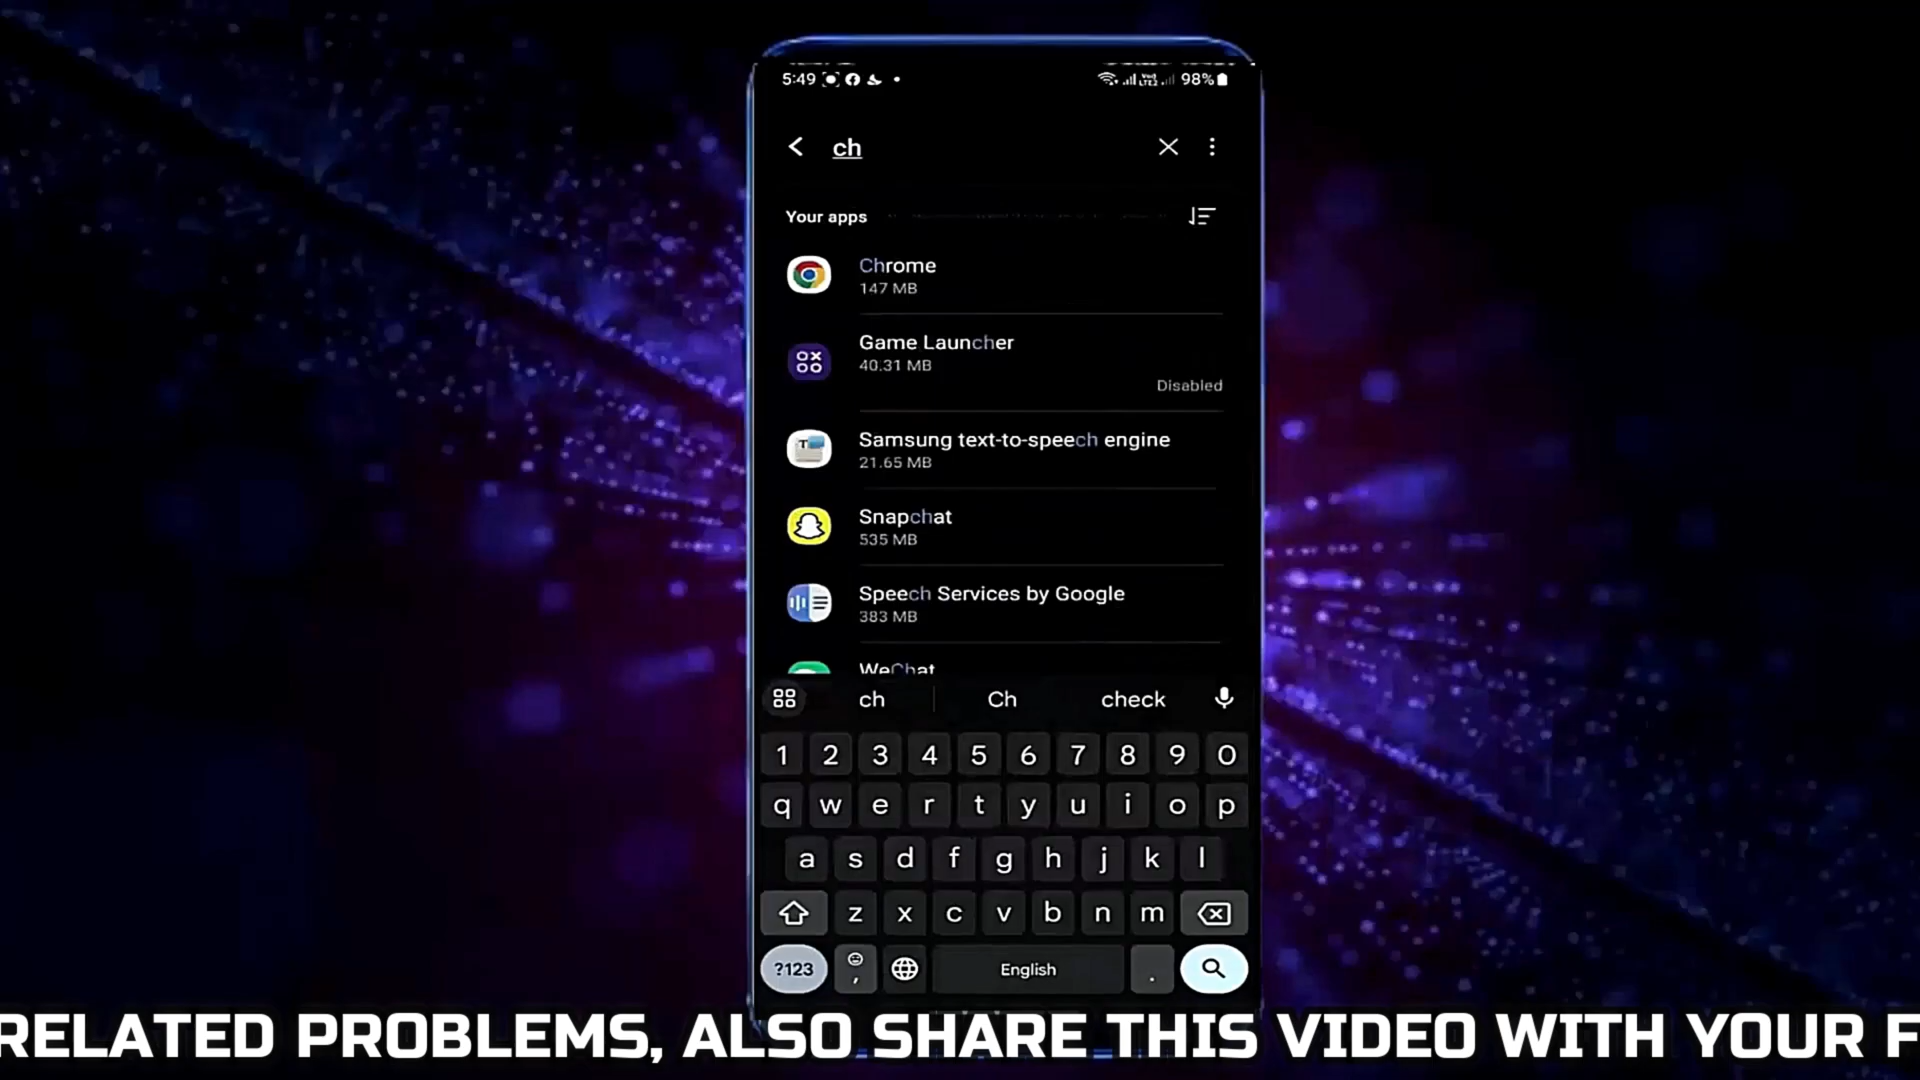 5:49 98%
ch
Your apps
Chrome
147 MB
Game Launcher
40.31 MB
Disabled
Samsung text-to-speech engine
21.65 MB
Snapchat
535 MB
Speech Services by Google
383 MB
WeChat
ch Ch check
1 2 3 4 5 6 7 8 9 0
q w e r t y u i o p
a s d f g h j k l
z x c v b n m
?123 , English .
RELATED PROBLEMS, ALSO SHARE THIS VIDEO WITH YOUR F